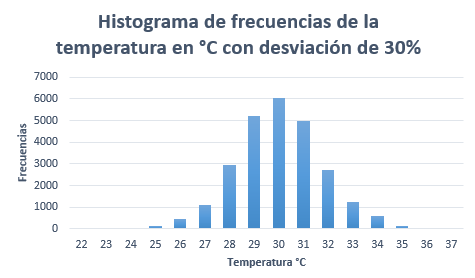 Histograma de frecuencias de la
temperatura en °C con desviación de 30%
7000
6000
5000
4000
3000
2000
1000
0
Frecuencias
22 23 24 25 26 27 28 29 30 31 32 33 34 35 36 37
Temperatura °C